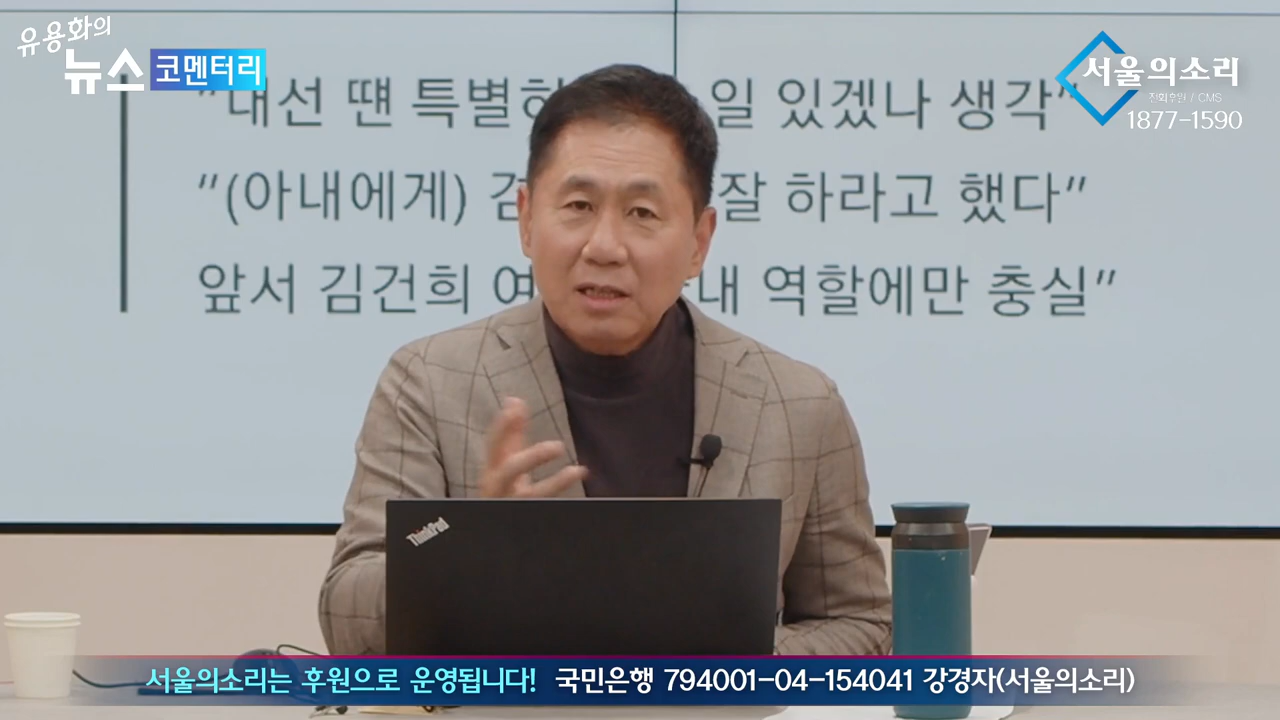 유용화의
뉴스 코멘터리
서울의소리
전화후원 / CMS
1877-1590
"대선 땐 특별히 일 있겠나 생각"
"(아내에게) 잘 하라고 했다"
앞서 김건희 여 내 역할에만 충실"
ThinkPad
서울의소리는 후원으로 운영됩니다! 국민은행 794001-04-154041 강경자(서울의소리)